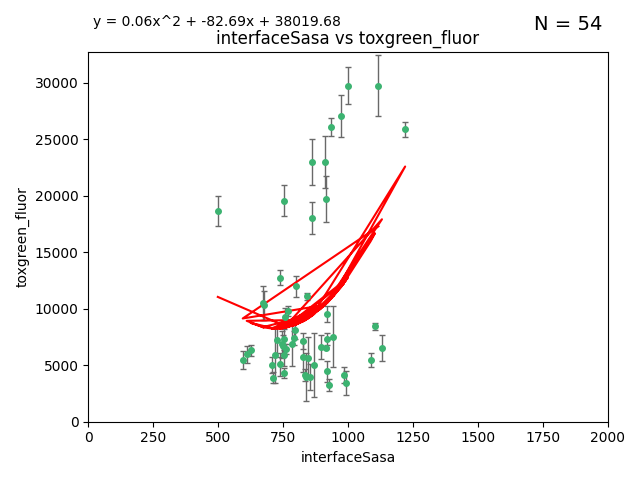 y = 0.06x^2 + -82.69x + 38019.68
N = 54
interfaceSasa vs toxgreen_fluor
toxgreen_fluor
30000
25000
20000
15000
10000
5000
0
0 250 500 750 1000 1250 1500 1750 2000
interfaceSasa